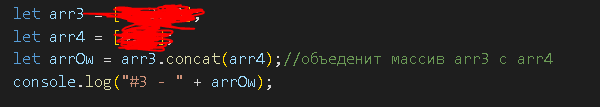 let arr3 = [ ];
let arr4 = [ ];
let arrOw = arr3.concat(arr4);//объеденит массив arr3 с arr4
console.log("#3 - " + arrOw);